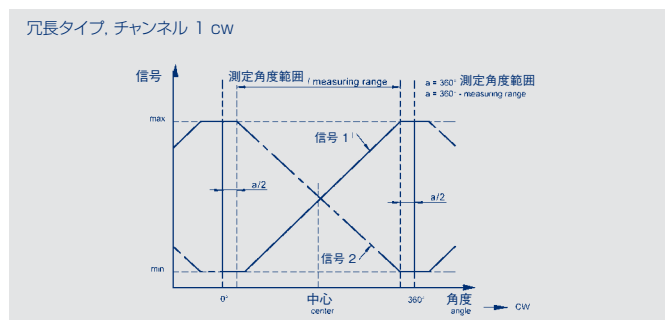 冗長タイプ, チャンネル 1 cw
信号
測定角度範囲 / measuring range
a = 360° 測定角度範囲
a = 360° - measuring range
max
信号 1
a/2
a/2
信号 2
min
0°
中心
center
360°
角度
angle
CW